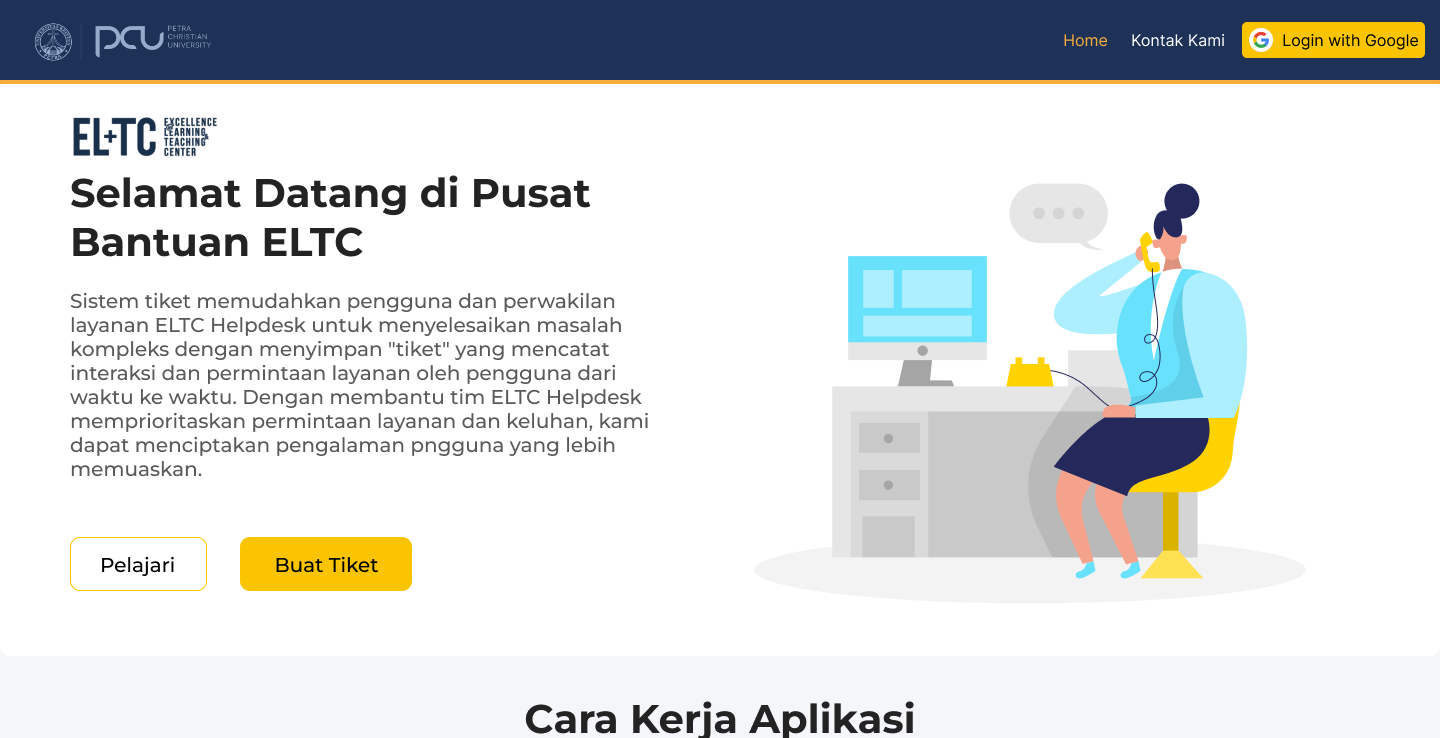 PCU
PETRA
CHRISTIAN
UNIVERSITY
Home
Kontak Kami
Login with Google
EL+TC
EXCELLENCE
LEARNING
TEACHING
CENTER
Selamat Datang di Pusat
Bantuan ELTC
Sistem tiket memudahkan pengguna dan perwakilan
layanan ELTC Helpdesk untuk menyelesaikan masalah
kompleks dengan menyimpan "tiket" yang mencatat
interaksi dan permintaan layanan oleh pengguna dari
waktu ke waktu. Dengan membantu tim ELTC Helpdesk
memprioritaskan permintaan layanan dan keluhan, kami
dapat menciptakan pengalaman pngguna yang lebih
memuaskan.
Pelajari
Buat Tiket
Cara Kerja Aplikasi